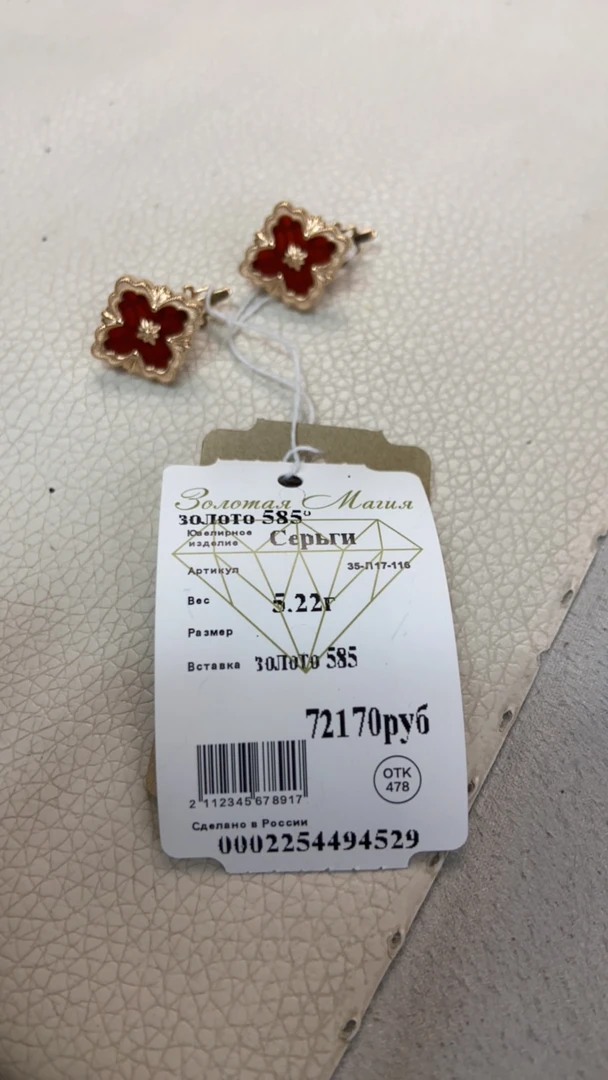 Золотая Магия
золото 585°
Ювелирное изделие Серьги
Артикул 35-Л17-116
Вес 5.22г
Размер
Вставка золото 585
72170руб
ОТК
478
2 112345 678917
Сделано в России
0002254494529